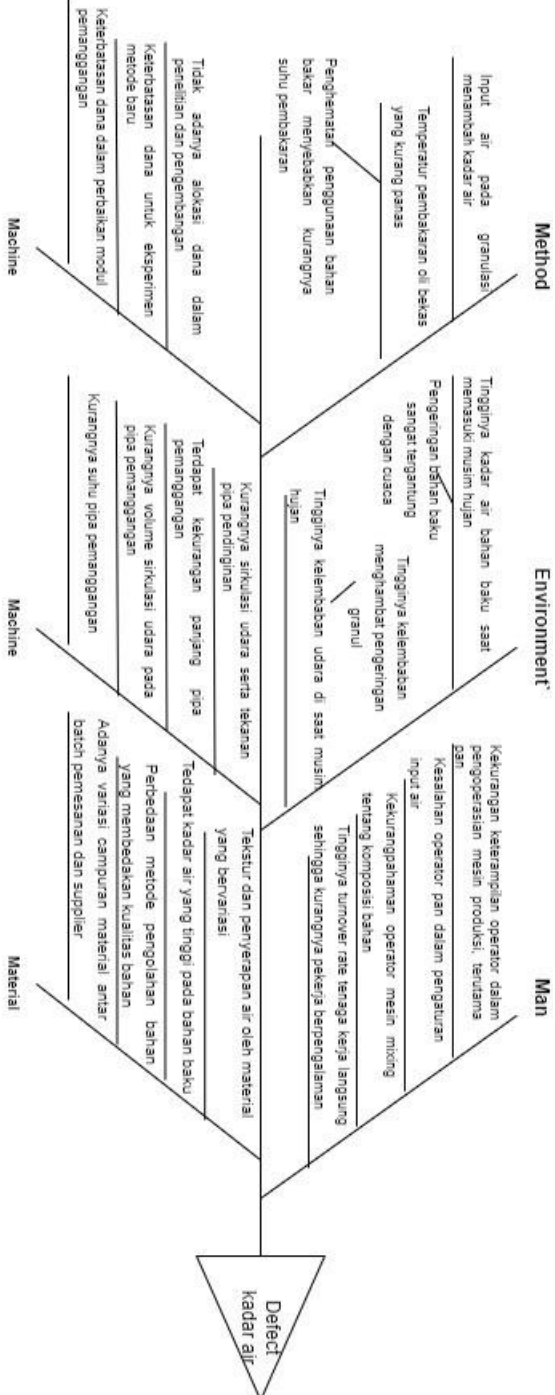 Method
Input air pada granulasi
menambah kadar air
Temperatur pembakaran oli bekas
yang kurang panas
Penghematan penggunaan bahan
bakar menyebabkan kurangnya
suhu pembakaran
Environment`
Tingginya kadar air bahan baku saat
memasuki musim hujan
Pengeringan bahan baku
sangat tergantung
dengan cuaca
Tingginya kelembaban
menghambat pengeringan
granul
Tingginya kelembaban udara di saat musim
hujan
Man
Kekurangan keterampilan operator dalam
pengoperasian mesin produksi, terutama
pan
Kesalahan operator pan dalam pengaturan
input air
Kekurangpahaman operator mesin mixing
tentang komposisi bahan
Tingginya turnover rate tenaga kerja langsung
sehingga kurangnya pekerja berpengalaman
Defect
kadar air
Tidak adanya alokasi dana dalam
penelitian dan pengembangan
Keterbatasan dana untuk eksperimen
metode baru
Keterbatasan dana dalam perbaikan modul
pemanggangan
Machine
Kurangnya sirkulasi udara serta tekanan
pipa pendinginan
Terdapat kekurangan panjang pipa
pemanggangan
Kurangnya volume sirkulasi udara pada
pipa pemanggangan
Kurangnya suhu pipa pemanggangan
Machine
Tekstur dan penyerapan air oleh material
yang bervariasi
Tedapat kadar air yang tinggi pada bahan baku
Perbedaan metode pengolahan bahan
yang membedakan kualitas bahan
Adanya variasi campuran material antar
batch pemesanan dan supplier
Material